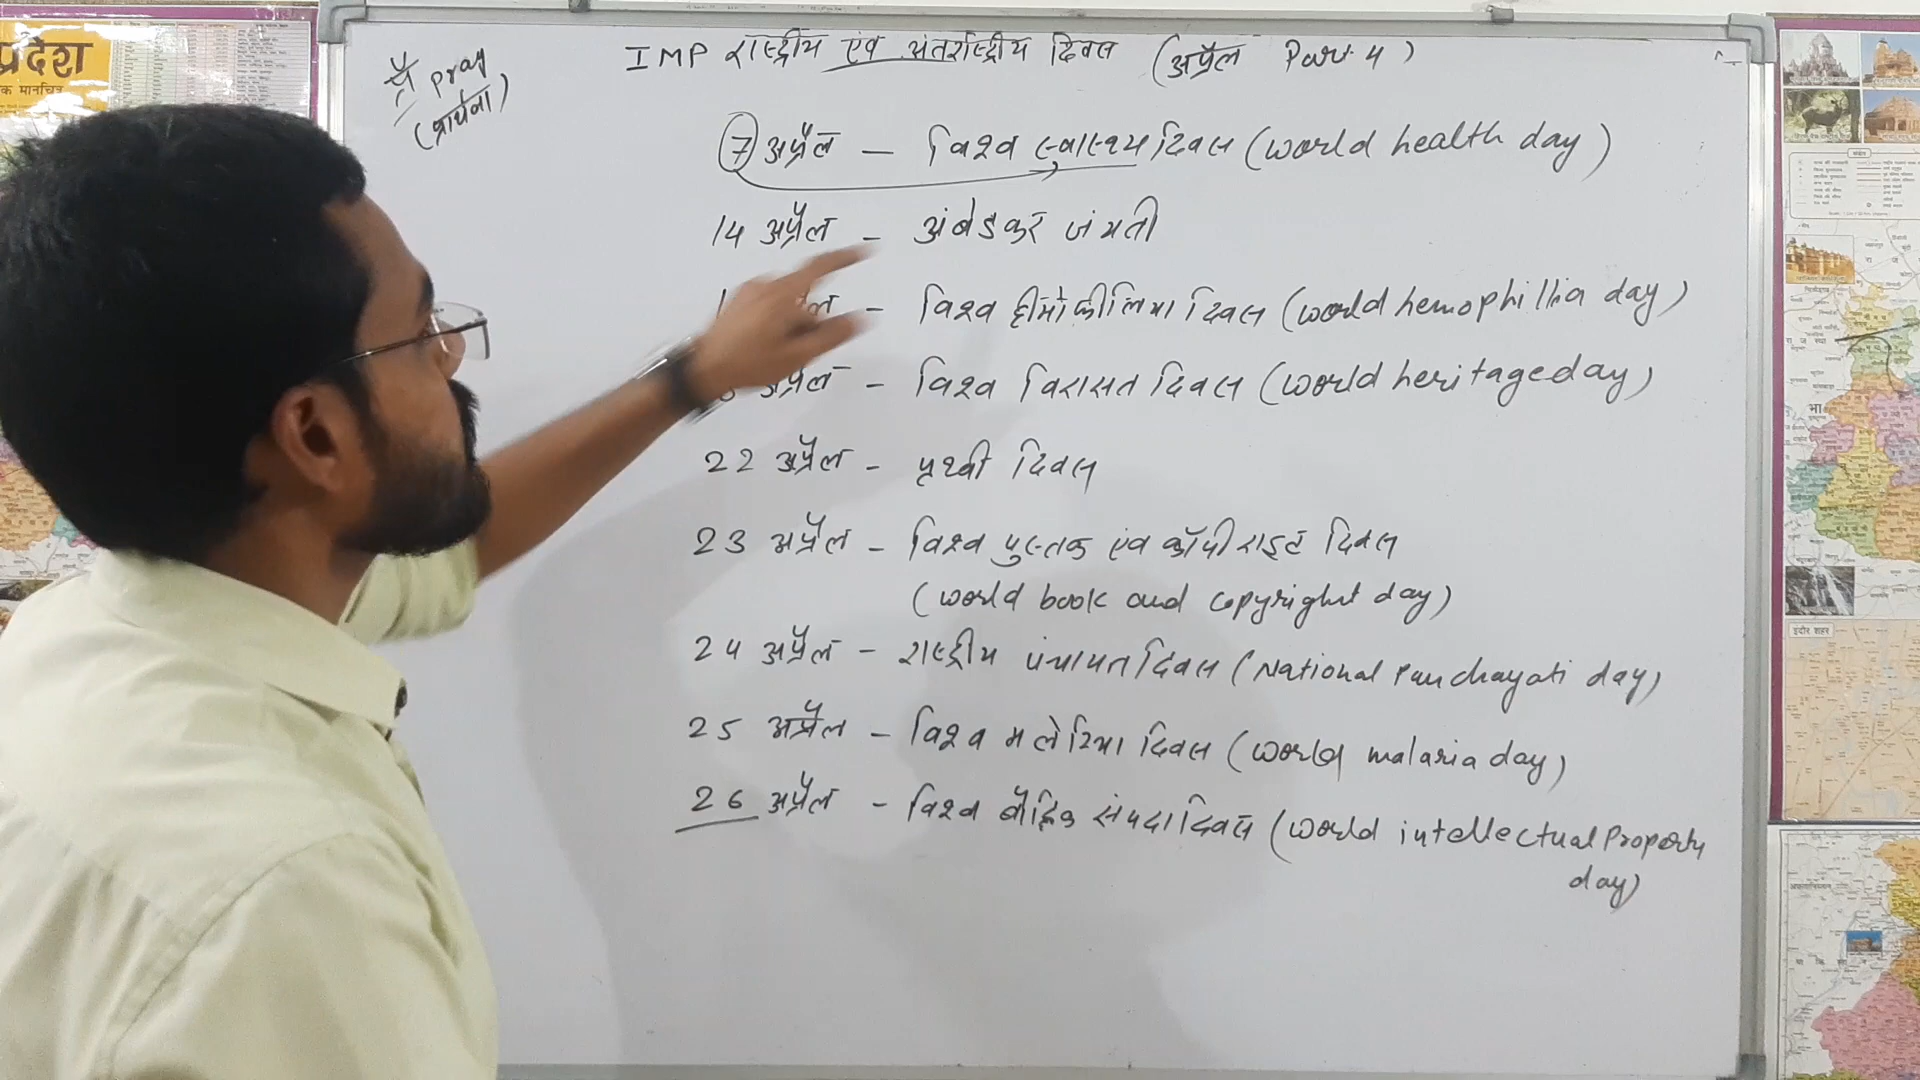 मै pray
(प्रार्थना)
IMP राष्ट्रीय एवं अंतर्राष्ट्रीय दिवस (अप्रैल Part 4)
7 अप्रैल – विश्व स्वास्थ्य दिवस (world health day)
14 अप्रैल – अंबेडकर जयंती
– विश्व हीमोफीलिया दिवस (world hemophillia day)
अप्रैल – विश्व विरासत दिवस (world heritage day)
22 अप्रैल – पृथ्वी दिवस
23 अप्रैल – विश्व पुस्तक एवं कॉपीराइट दिवस
(world book and copyright day)
24 अप्रैल – राष्ट्रीय पंचायत दिवस (National Panchayati day)
25 अप्रैल – विश्व मलेरिया दिवस (world malaria day)
26 अप्रैल – विश्व बौद्धिक संपदा दिवस (world intellectual Property
day)
प्रदेश
क मानचित्र
इंदौर शहर